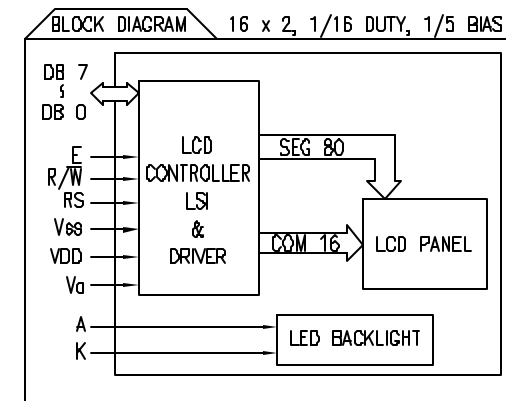 BLOCK DIAGRAM 16 x 2, 1/16 DUTY, 1/5 BIAS
DB 7
~
DB 0
E
R/W̅
RS
Vss
VDD
Vo
A
K
LCD
CONTROLLER
LSI
&
DRIVER
SEG 80
COM 16
LCD PANEL
LED BACKLIGHT